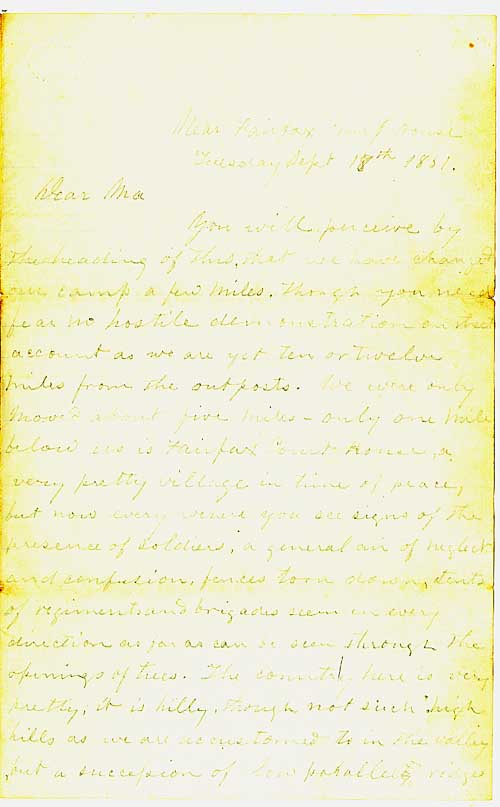 Near Fairfax Court House
Tuesday Sept 17th 1861.
Dear Ma
You will perceive by
the heading of this, that we have changed
our camp a few miles, though you need
fear no hostile demonstration on that
account as we are yet ten or twelve
miles from the outposts. We were only
moved about five miles - only one mile
below us is Fairfax Court House, a
very pretty village in time of peace,
but now every where you see signs of the
presence of soldiers, a general air of neglect
and confusion, fences torn down, tents
of regiments and brigades seen in every
direction as far as can be seen through the
openings of trees. The country here is very
pretty; it is hilly, though not such high
hills as we are accustomed to in the valley
but a succession of low parallel ridges